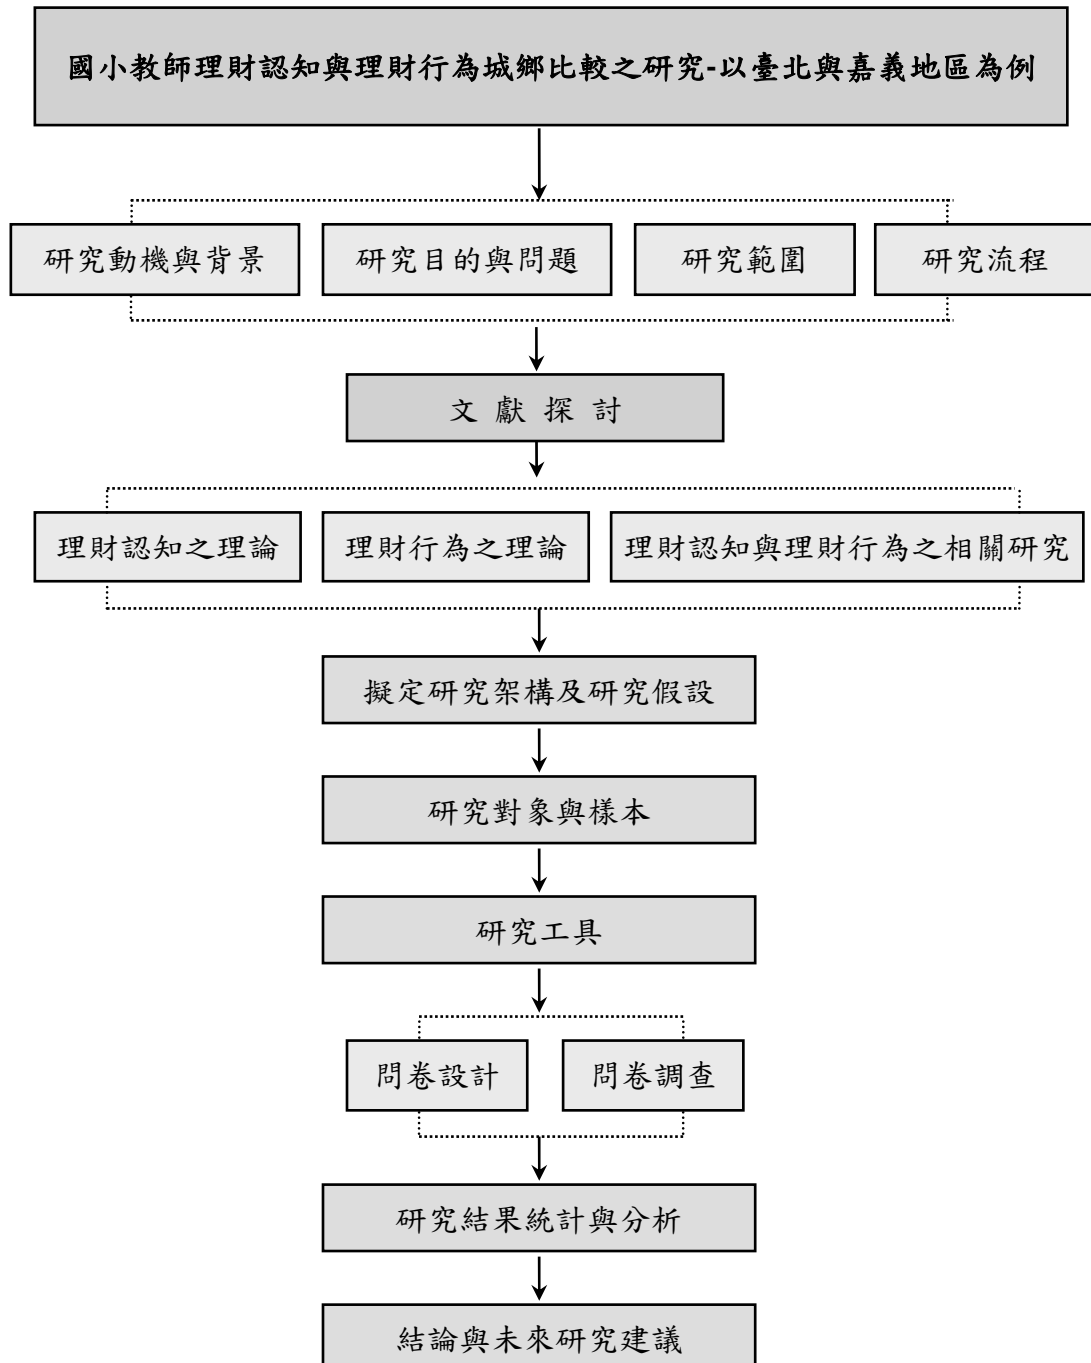 國小教師理財認知與理財行為城鄉比較之研究-以臺北與嘉義地區為例
研究動機與背景
研究目的與問題
研究範圍
研究流程
文 獻 探 討
理財認知之理論
理財行為之理論
理財認知與理財行為之相關研究
擬定研究架構及研究假設
研究對象與樣本
研究工具
問卷設計
問卷調查
研究結果統計與分析
結論與未來研究建議